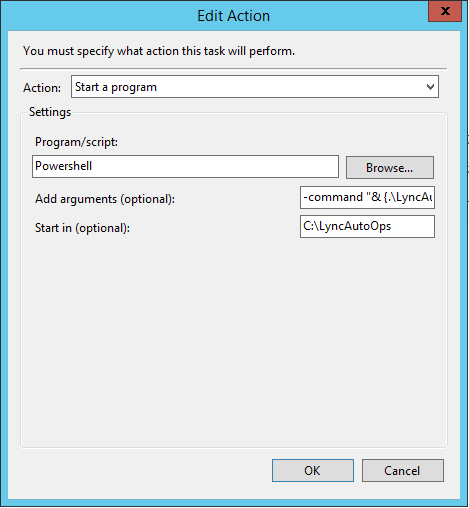 Edit Action
x
You must specify what action this task will perform.
Action: Start a program
Settings
Program/script:
Powershell Browse...
Add arguments (optional): -command "& {.\LyncAu
Start in (optional): C:\LyncAutoOps
OK Cancel